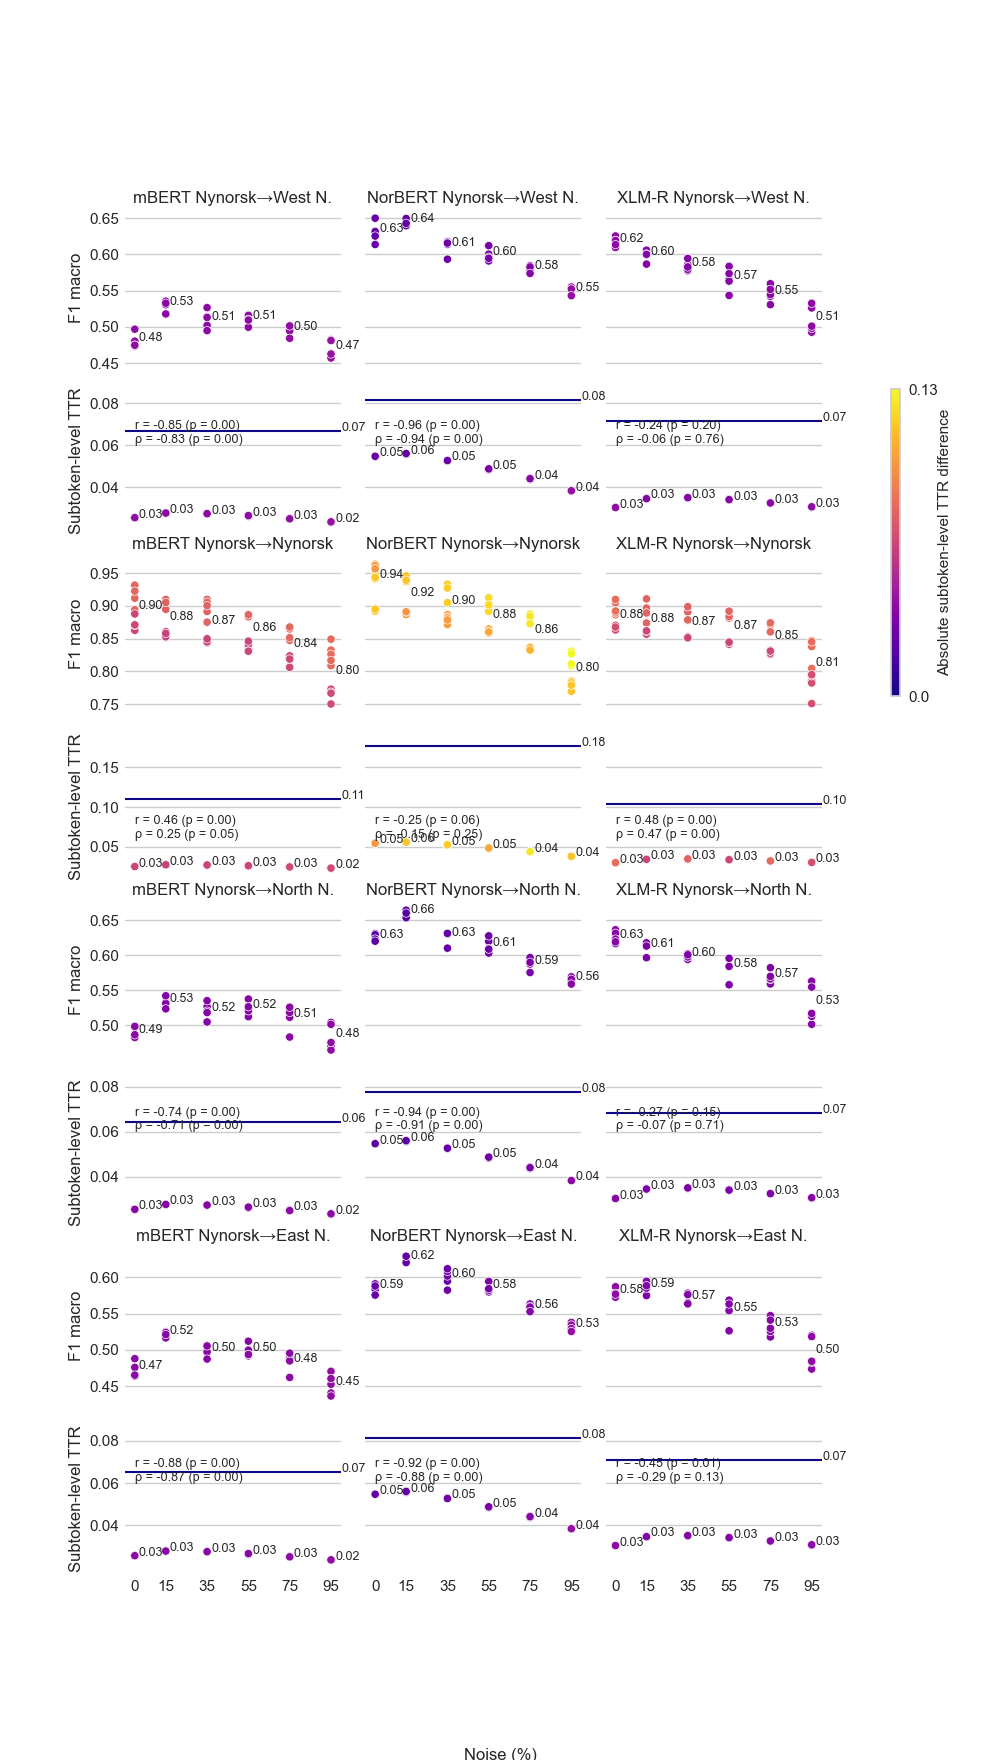 mBERT Nynorsk→West N. NorBERT Nynorsk→West N. XLM-R Nynorsk→West N.
F1 macro
0.65
0.60
0.55
0.50
0.45
0.48 0.53 0.51 0.51 0.50 0.47
0.63 0.64 0.61 0.60 0.58 0.55
0.62 0.60 0.58 0.57 0.55 0.51
Subtoken-level TTR
0.08
0.06
0.04
0.07
r = -0.85 (p = 0.00)
ρ = -0.83 (p = 0.00)
0.03 0.03 0.03 0.03 0.03 0.02
0.08
r = -0.96 (p = 0.00)
ρ = -0.94 (p = 0.00)
0.05 0.06 0.05 0.05 0.04 0.04
0.07
r = -0.24 (p = 0.20)
ρ = -0.06 (p = 0.76)
0.03 0.03 0.03 0.03 0.03 0.03
mBERT Nynorsk→Nynorsk NorBERT Nynorsk→Nynorsk XLM-R Nynorsk→Nynorsk
F1 macro
0.95
0.90
0.85
0.80
0.75
0.90 0.88 0.87 0.86 0.84 0.80
0.94 0.92 0.90 0.88 0.86 0.80
0.88 0.88 0.87 0.87 0.85 0.81
Subtoken-level TTR
0.15
0.10
0.05
0.11
r = 0.46 (p = 0.00)
ρ = 0.25 (p = 0.05)
0.03 0.03 0.03 0.03 0.03 0.02
0.18
r = -0.25 (p = 0.06)
ρ = -0.15 (p = 0.25)
0.05 0.06 0.05 0.05 0.04 0.04
0.10
r = 0.48 (p = 0.00)
ρ = 0.47 (p = 0.00)
0.03 0.03 0.03 0.03 0.03 0.03
mBERT Nynorsk→North N. NorBERT Nynorsk→North N. XLM-R Nynorsk→North N.
F1 macro
0.65
0.60
0.55
0.50
0.49 0.53 0.52 0.52 0.51 0.48
0.63 0.66 0.63 0.61 0.59 0.56
0.63 0.61 0.60 0.58 0.57 0.53
Subtoken-level TTR
0.08
0.06
0.04
0.06
r = -0.74 (p = 0.00)
ρ = -0.71 (p = 0.00)
0.03 0.03 0.03 0.03 0.03 0.02
0.08
r = -0.94 (p = 0.00)
ρ = -0.91 (p = 0.00)
0.05 0.06 0.05 0.05 0.04 0.04
0.07
r = -0.27 (p = 0.15)
ρ = -0.07 (p = 0.71)
0.03 0.03 0.03 0.03 0.03 0.03
mBERT Nynorsk→East N. NorBERT Nynorsk→East N. XLM-R Nynorsk→East N.
F1 macro
0.60
0.55
0.50
0.45
0.47 0.52 0.50 0.50 0.48 0.45
0.59 0.62 0.60 0.58 0.56 0.53
0.58 0.59 0.57 0.55 0.53 0.50
Subtoken-level TTR
0.08
0.06
0.04
0.07
r = -0.88 (p = 0.00)
ρ = -0.87 (p = 0.00)
0.03 0.03 0.03 0.03 0.03 0.02
0.08
r = -0.92 (p = 0.00)
ρ = -0.88 (p = 0.00)
0.05 0.06 0.05 0.05 0.04 0.04
0.07
r = -0.45 (p = 0.01)
ρ = -0.29 (p = 0.13)
0.03 0.03 0.03 0.03 0.03 0.03
0 15 35 55 75 95 0 15 35 55 75 95 0 15 35 55 75 95
Noise (%)
0.13
Absolute subtoken-level TTR difference
0.0